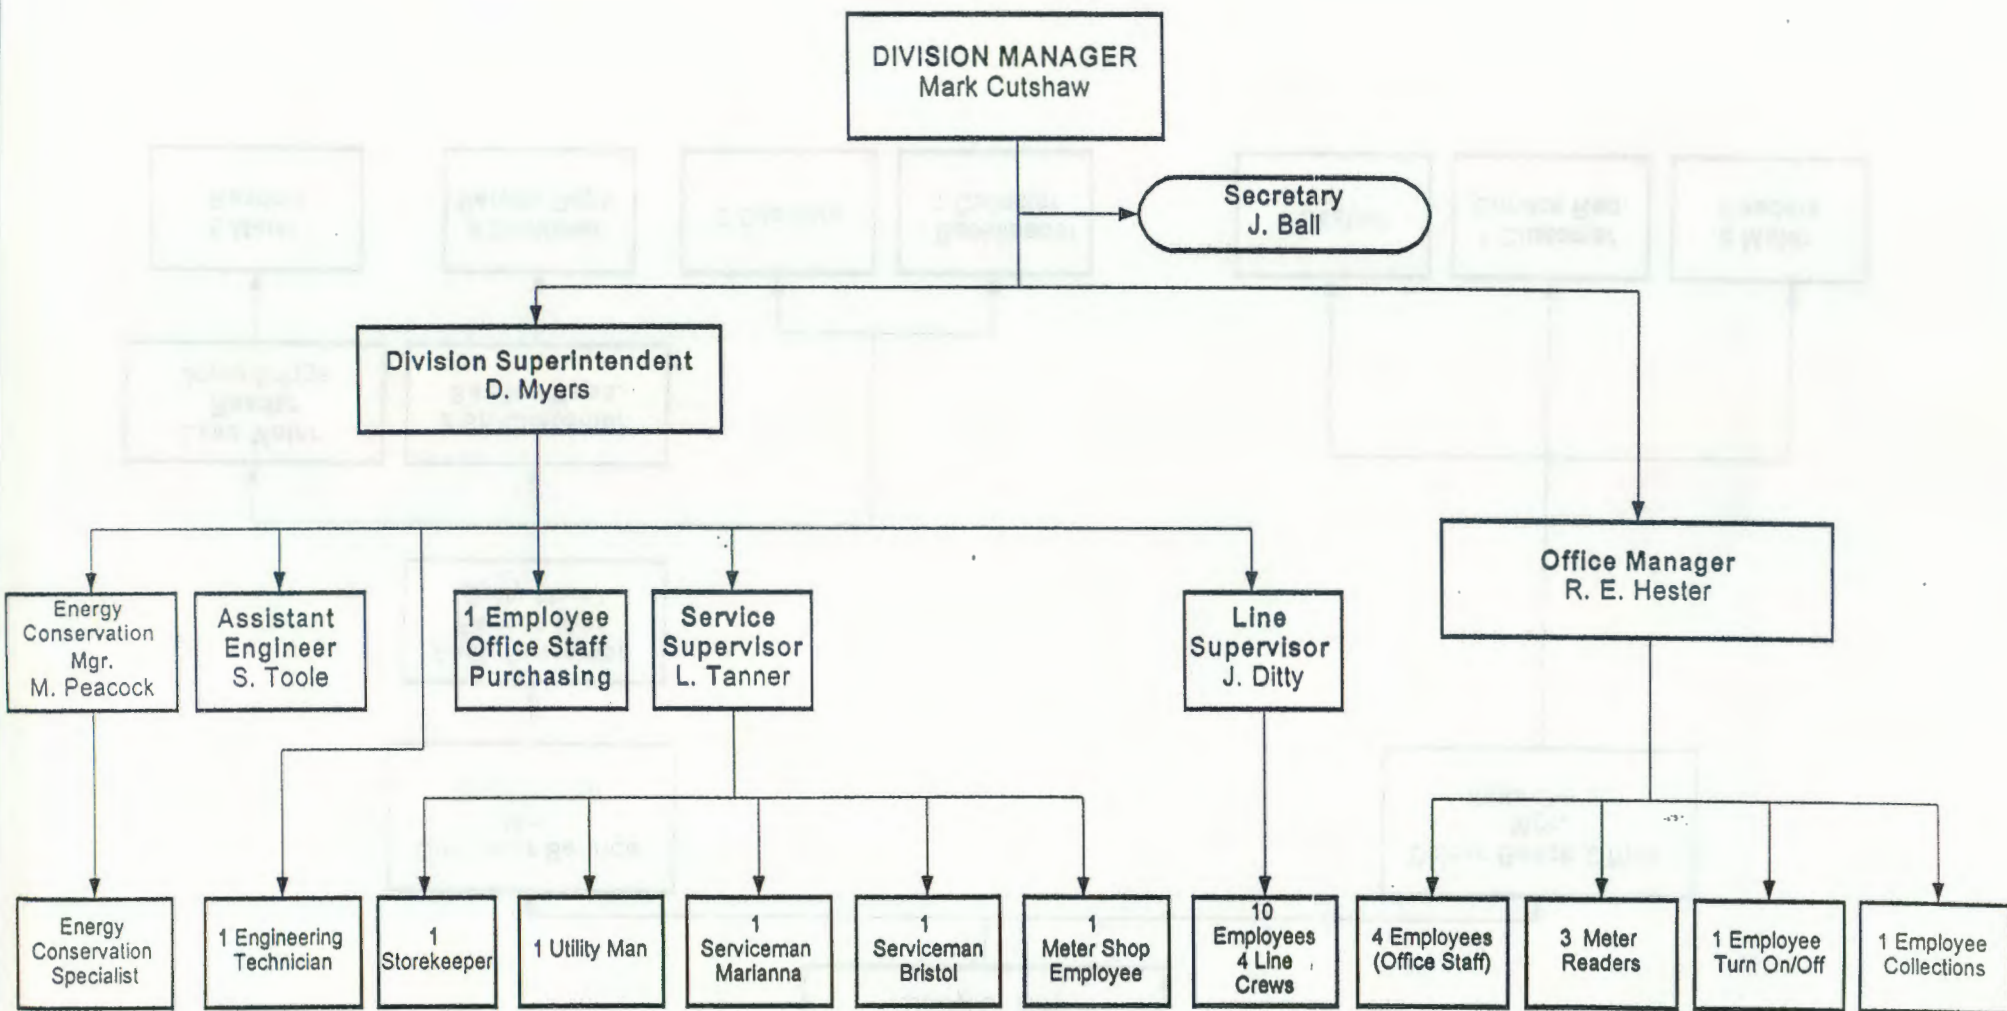 DIVISION MANAGER
Mark Cutshaw
Secretary
J. Ball
Division Superintendent
D. Myers
Office Manager
R. E. Hester
Energy
Conservation
Mgr.
M. Peacock
Assistant
Engineer
S. Toole
1 Employee
Office Staff
Purchasing
Service
Supervisor
L. Tanner
Line
Supervisor
J. Ditty
Energy
Conservation
Specialist
1 Engineering
Technician
1
Storekeeper
1 Utility Man
1
Serviceman
Marianna
1
Serviceman
Bristol
1
Meter Shop
Employee
10
Employees
4 Line
Crews
4 Employees
(Office Staff)
3 Meter
Readers
1 Employee
Turn On/Off
1 Employee
Collections